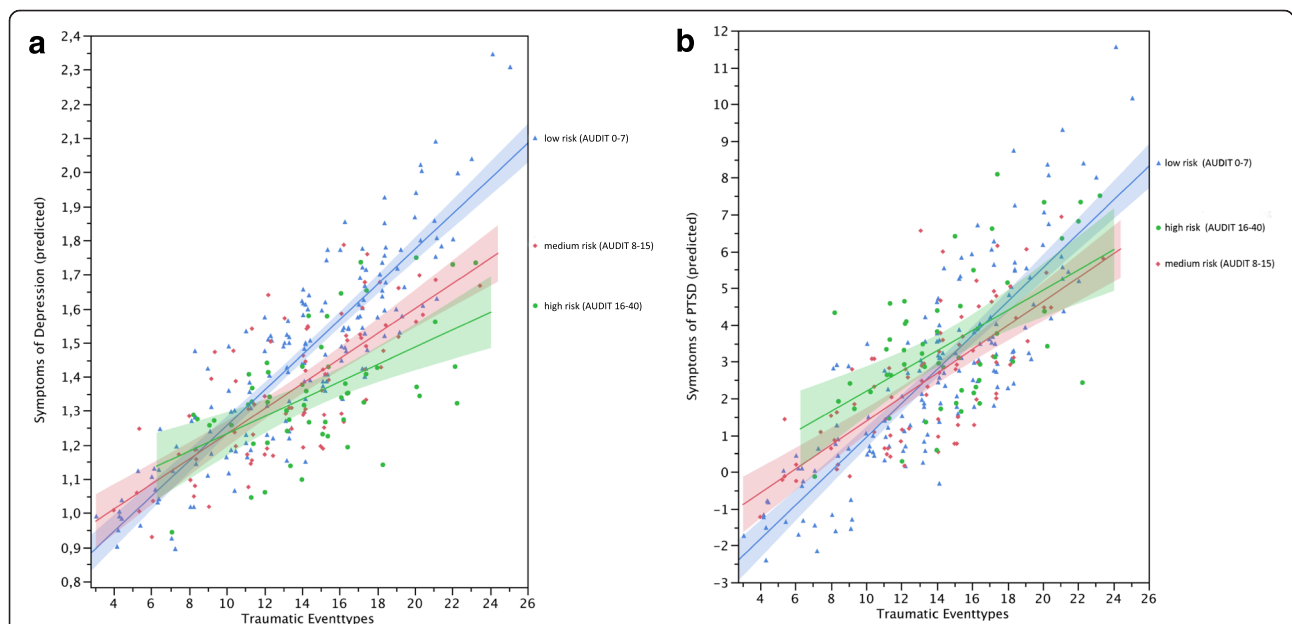 a
2,4
2,3
2,2
2,1
2,0
1,9
1,8
1,7
1,6
1,5
1,4
1,3
1,2
1,1
1,0
0,9
0,8
Symptoms of Depression (predicted)
4 6 8 10 12 14 16 18 20 22 24 26
Traumatic Eventtypes
low risk (AUDIT 0-7)
medium risk (AUDIT 8-15)
high risk (AUDIT 16-40)
b
12
11
10
9
8
7
6
5
4
3
2
1
0
-1
-2
-3
Symptoms of PTSD (predicted)
4 6 8 10 12 14 16 18 20 22 24 26
Traumatic Eventtypes
low risk (AUDIT 0-7)
high risk (AUDIT 16-40)
medium risk (AUDIT 8-15)